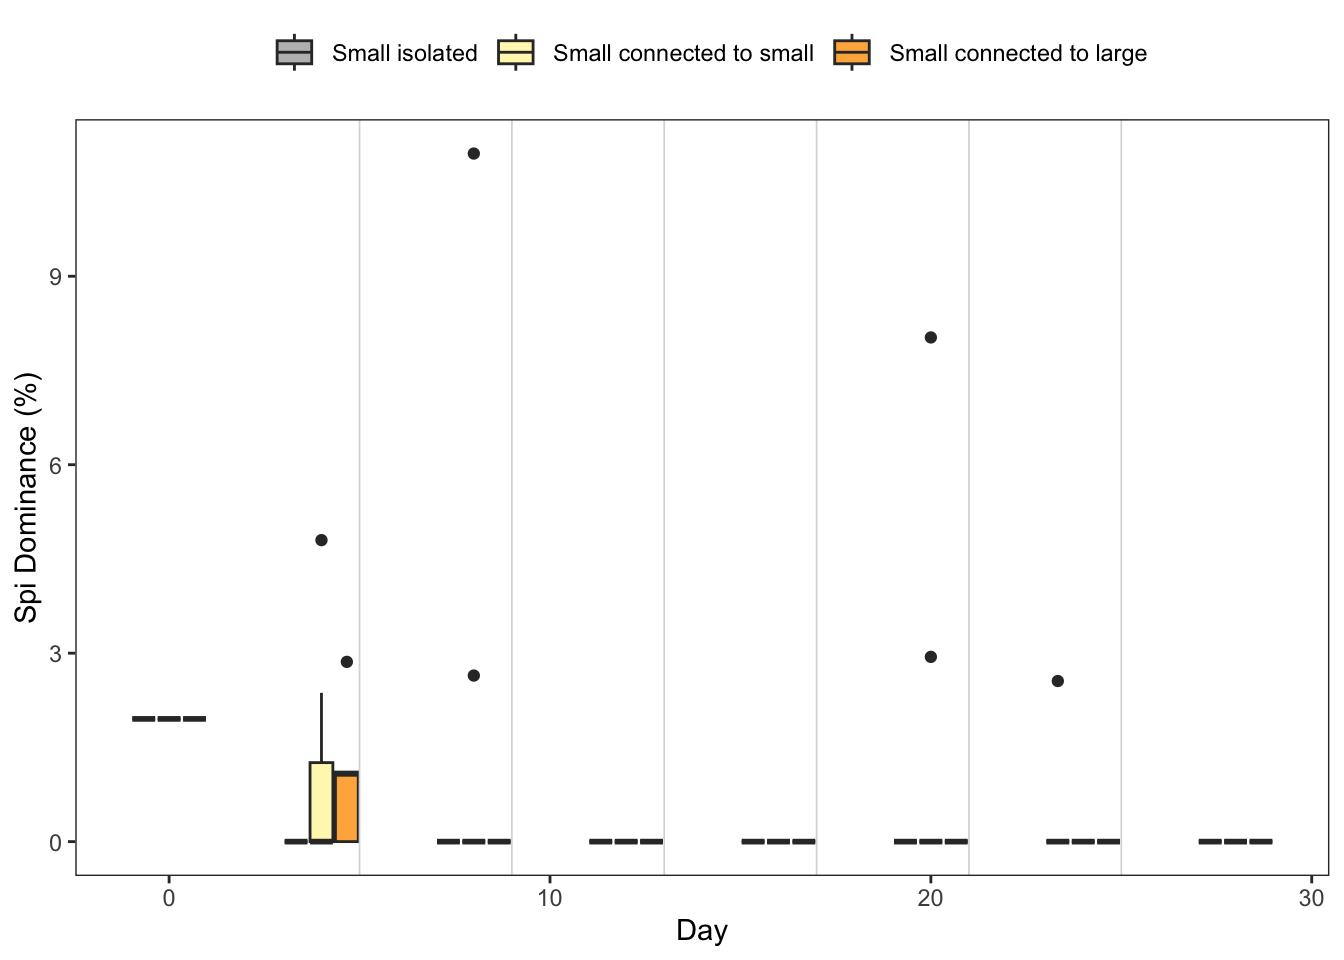 Small isolated Small connected to small Small connected to large
9
6
3
0
Spi Dominance (%)
0 10 20 30
Day